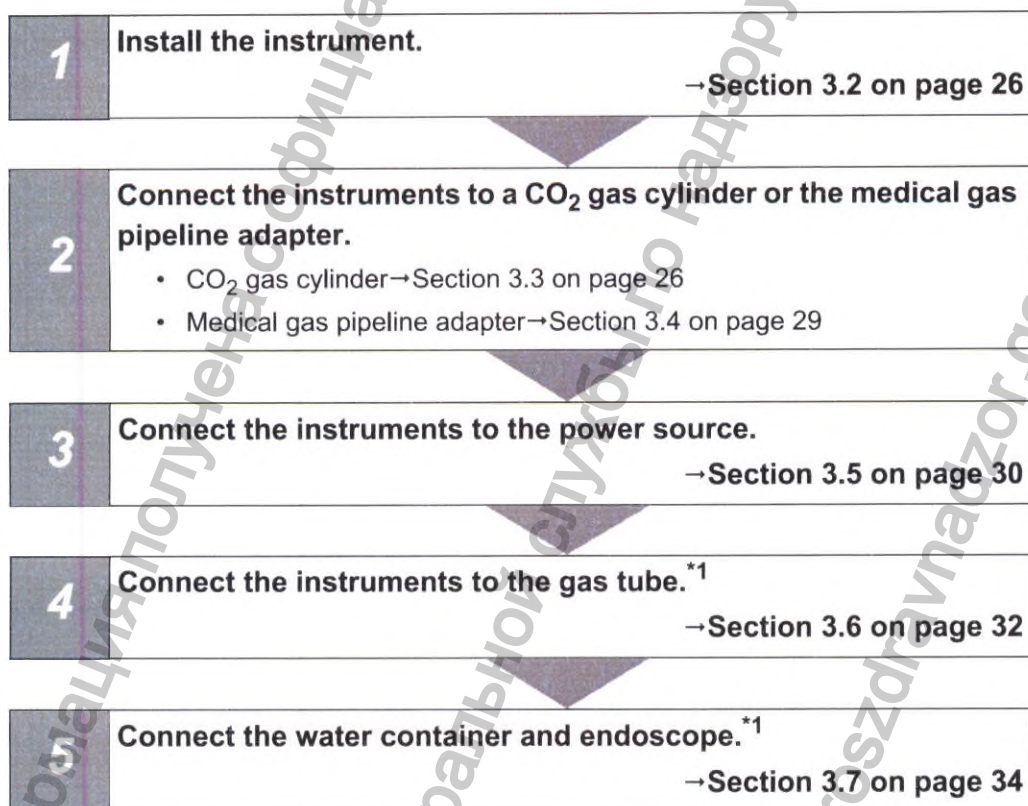 1
Install the instrument.
→Section 3.2 on page 26
2
Connect the instruments to a CO₂ gas cylinder or the medical gas
pipeline adapter.
• CO₂ gas cylinder→Section 3.3 on page 26
• Medical gas pipeline adapter→Section 3.4 on page 29
3
Connect the instruments to the power source.
→Section 3.5 on page 30
4
Connect the instruments to the gas tube.*1
→Section 3.6 on page 32
5
Connect the water container and endoscope.*1
→Section 3.7 on page 34
получена с
службы по надзору